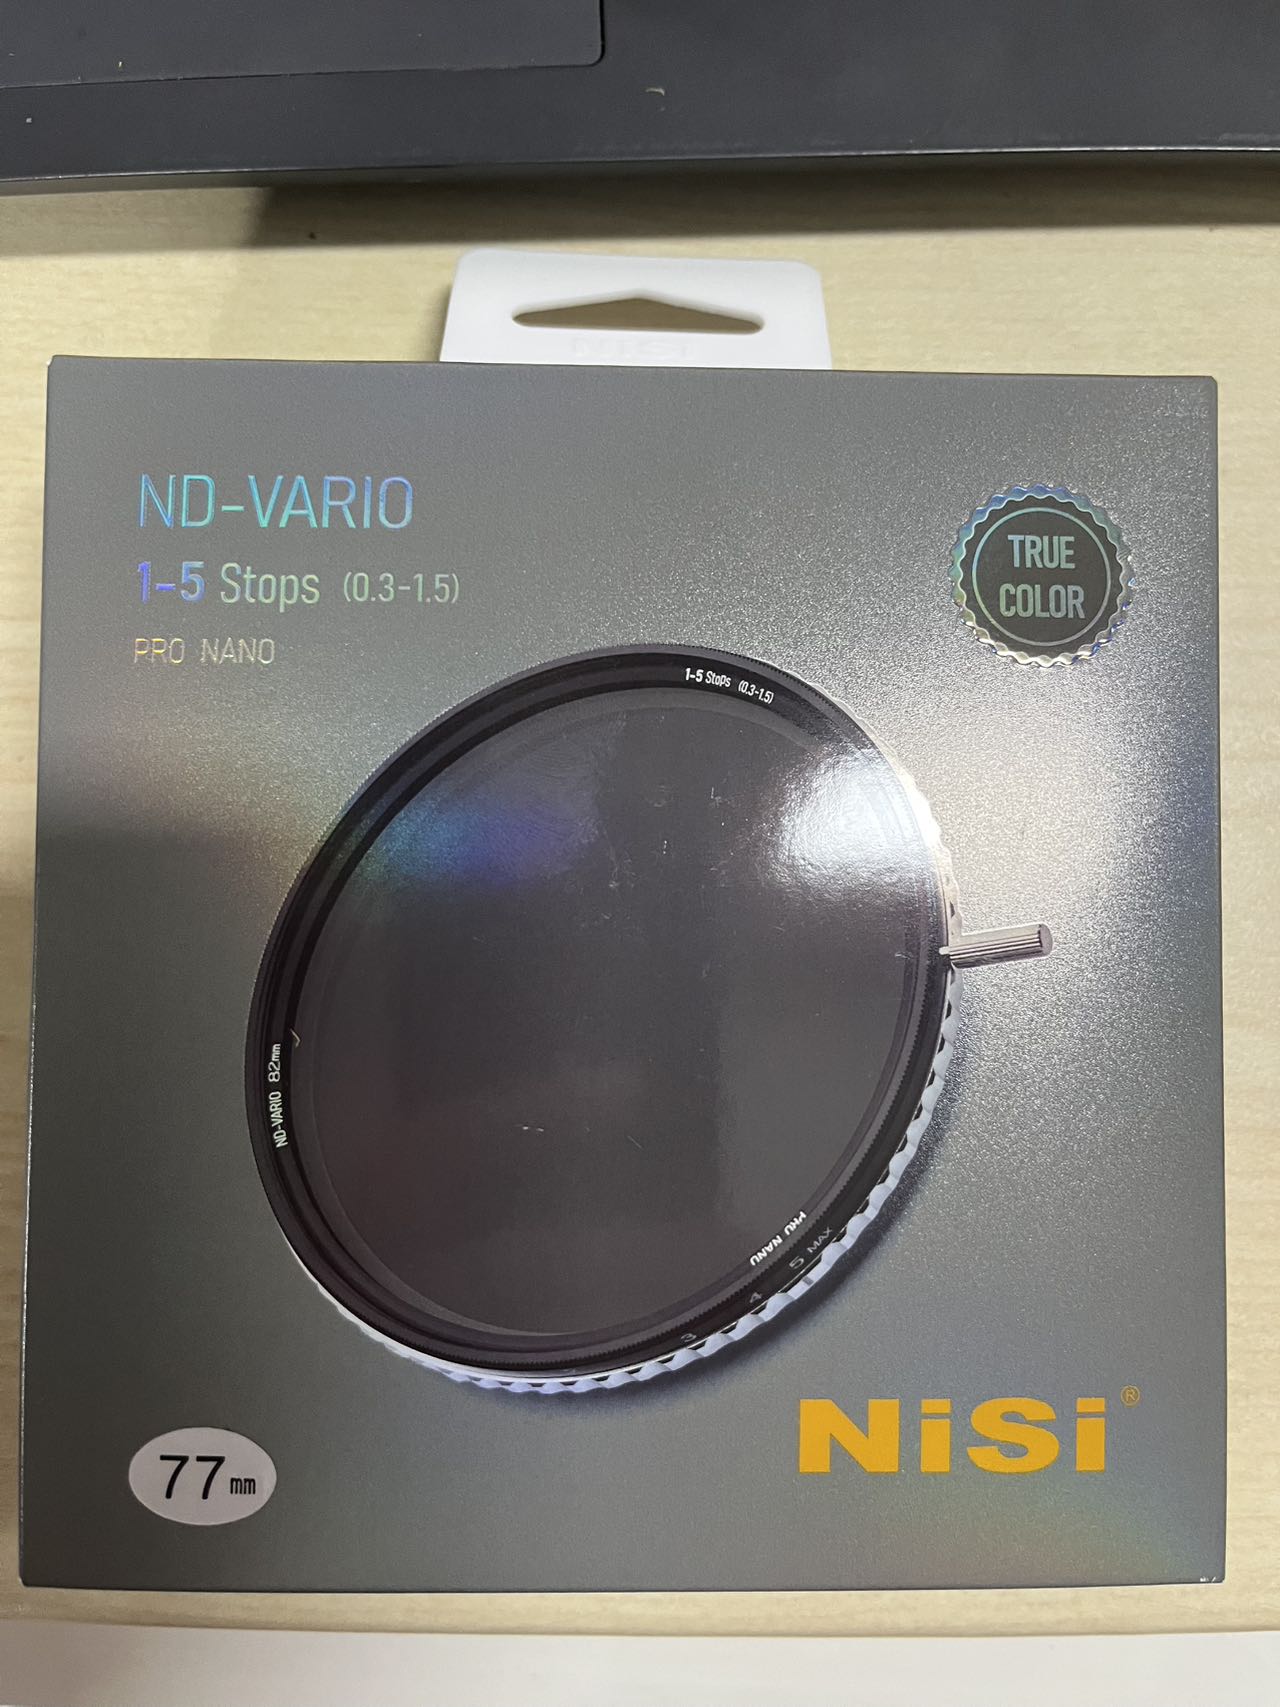 NiSi
ND-VARIO
1-5 Stops (0.3-1.5)
PRO NANO
TRUE
COLOR
1-5 Stops (0.3-1.5)
ND-VARIO 82mm
PRO NANO
3 4 5 MAX
NiSi®
77mm